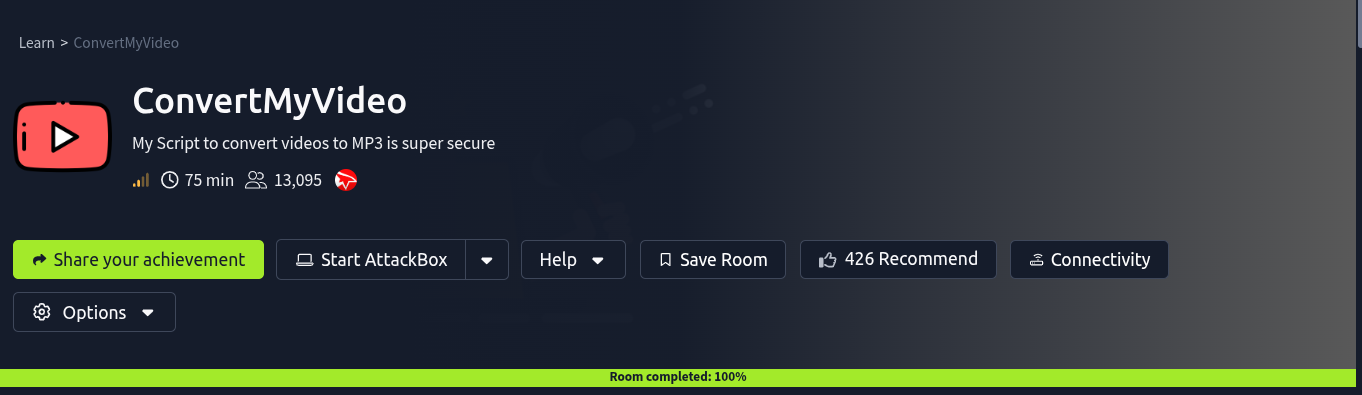 Learn > ConvertMyVideo
ConvertMyVideo
My Script to convert videos to MP3 is super secure
75 min 13,095
Share your achievement Start AttackBox Help Save Room 426 Recommend Connectivity
Options
Room completed: 100%